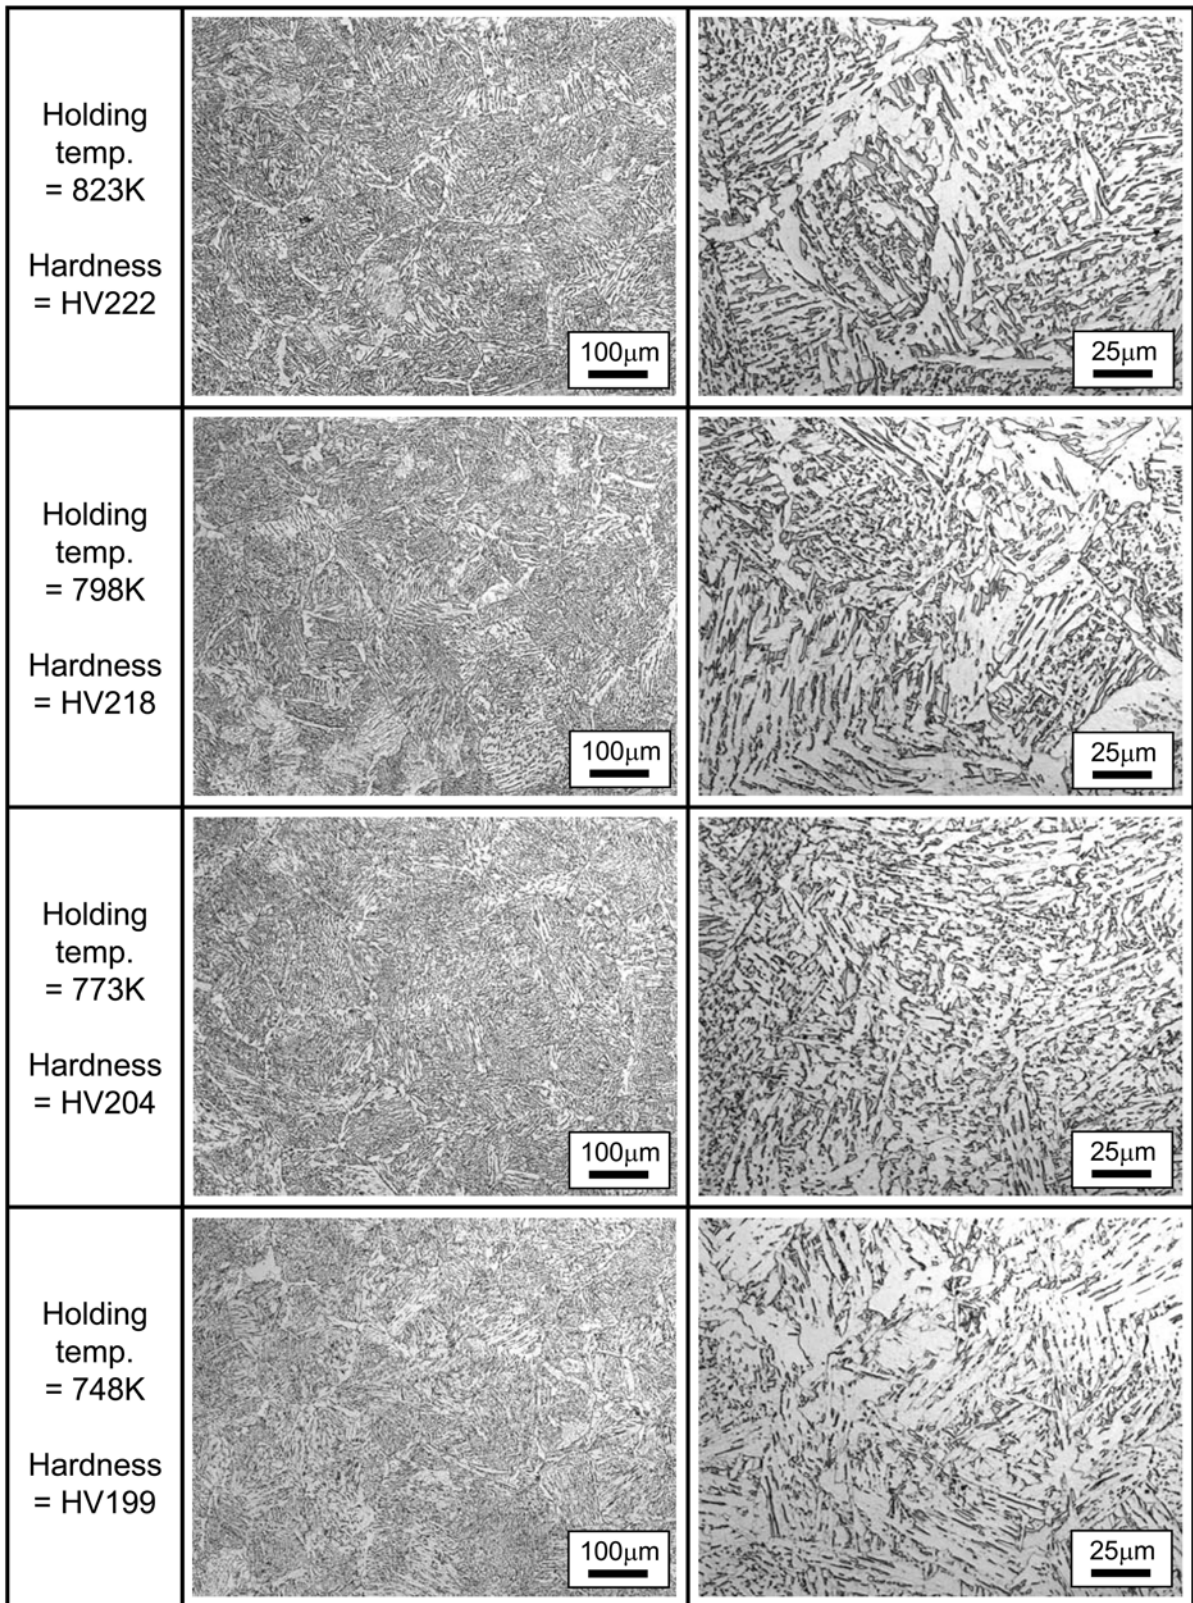 Holding
temp.
= 823K
Hardness
= HV222
100μm
25μm
Holding
temp.
= 798K
Hardness
= HV218
100μm
25μm
Holding
temp.
= 773K
Hardness
= HV204
100μm
25μm
Holding
temp.
= 748K
Hardness
= HV199
100μm
25μm